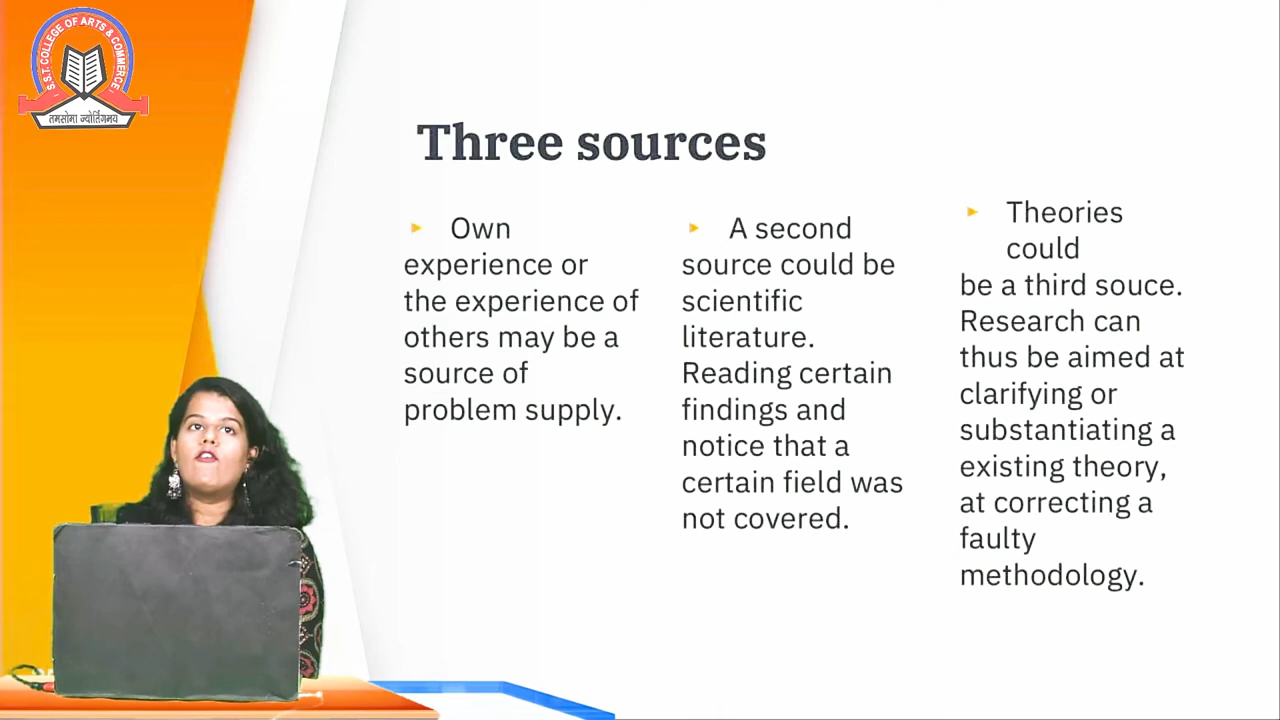 S.S.T. COLLEGE OF ARTS & COMMERCE
तमसोमा ज्योर्तिगमय
Three sources
Own
experience or
the experience of
others may be a
source of
problem supply.
A second
source could be
scientific
literature.
Reading certain
findings and
notice that a
certain field was
not covered.
Theories
could
be a third souce.
Research can
thus be aimed at
clarifying or
substantiating a
existing theory,
at correcting a
faulty
methodology.